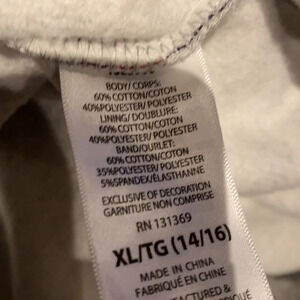 BODY/ CORPS:
60% COTTON/COTON
40%POLYESTER/ POLYESTER
LINING/ DOUBLURE:
60% COTTON/COTON
40%POLYESTER/ POLYESTER
BAND/OURLET:
60% COTTON/COTON
35%POLYESTER/ POLYESTER
5%SPANDEX/ÉLASTHANNE
EXCLUSIVE OF DECORATION
GARNITURE NON COMPRISE
RN 131369
XL/TG (14/16)
MADE IN CHINA
FABRIQUÉ EN CHINE